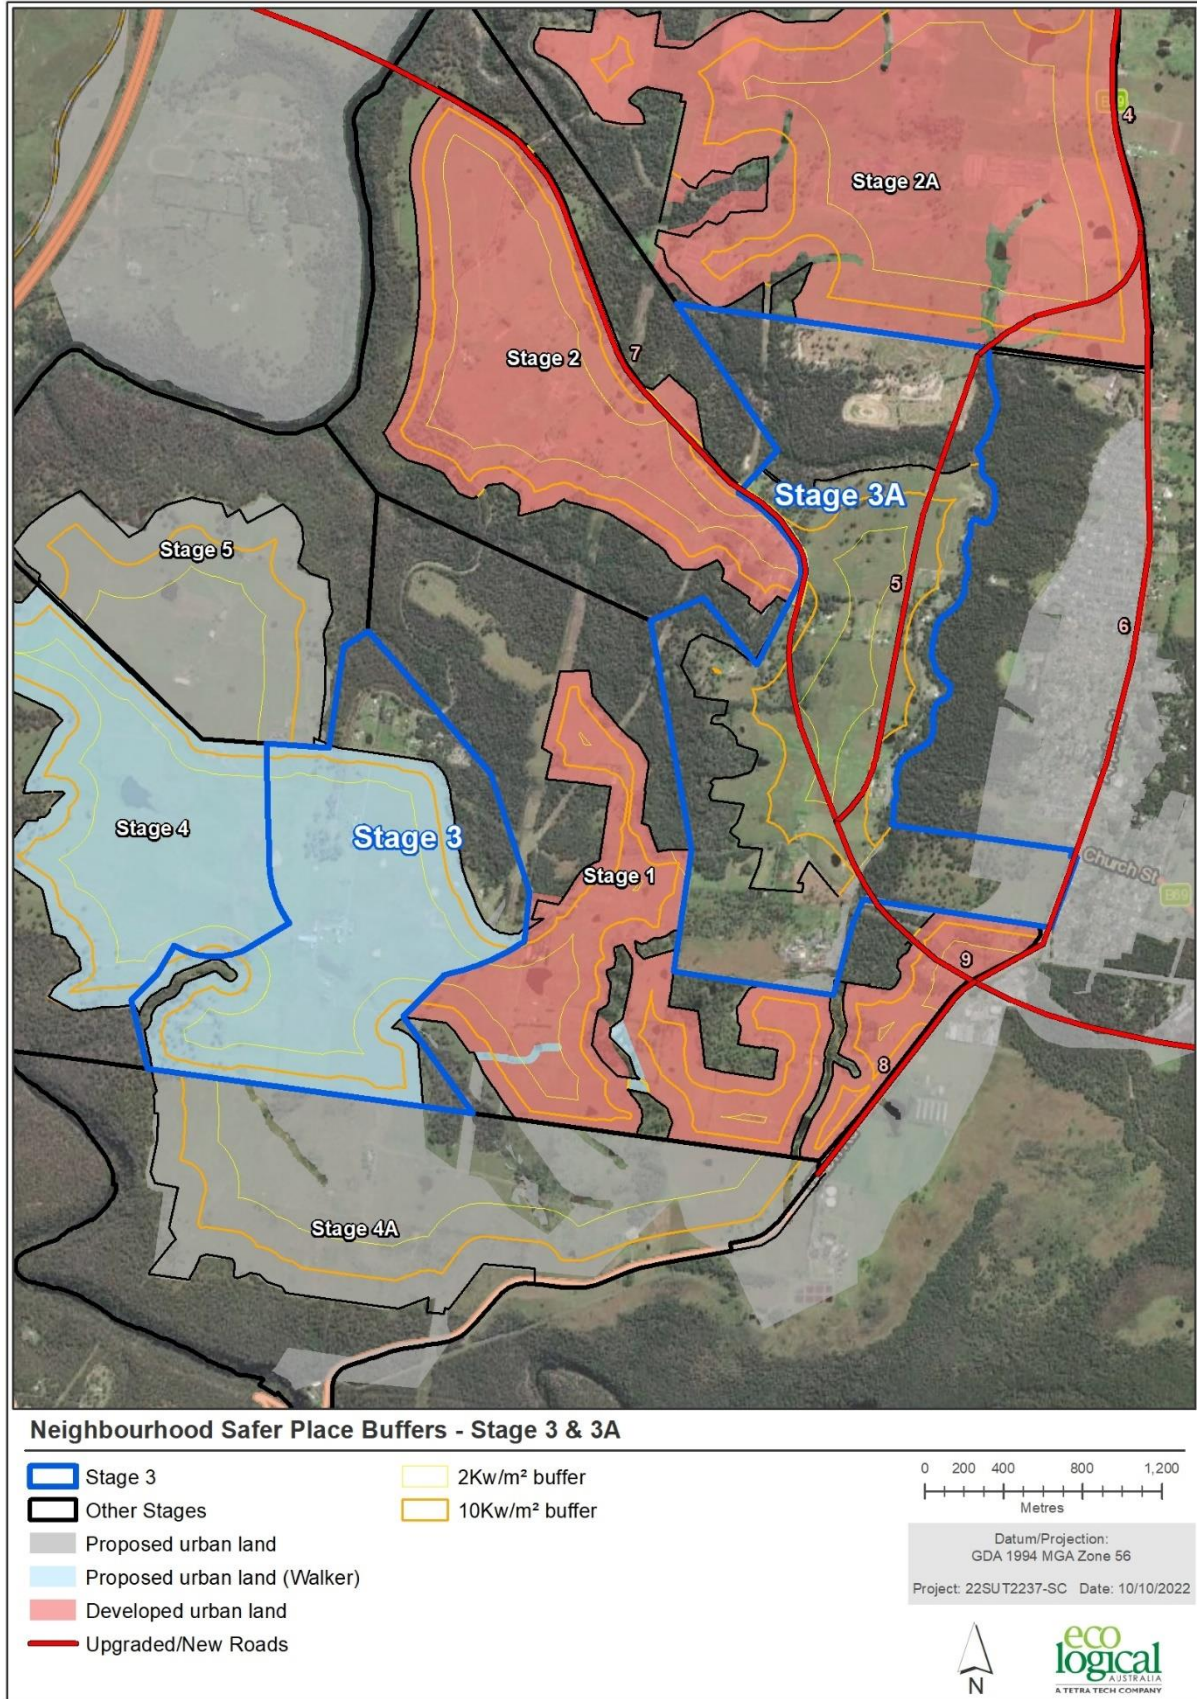 4
Stage 2A
Stage 2
7
Stage 3A
Stage 5
5
6
Stage 4
Stage 3
Stage 1
Church St
B69
9
8
Stage 4A
Neighbourhood Safer Place Buffers - Stage 3 & 3A
Stage 3
Other Stages
Proposed urban land
Proposed urban land (Walker)
Developed urban land
Upgraded/New Roads
2Kw/m² buffer
10Kw/m² buffer
0 200 400 800 1,200
Metres
Datum/Projection:
GDA 1994 MGA Zone 56
Project: 22SUT2237-SC Date: 10/10/2022
N
eco
logical
AUSTRALIA
A TETRA TECH COMPANY